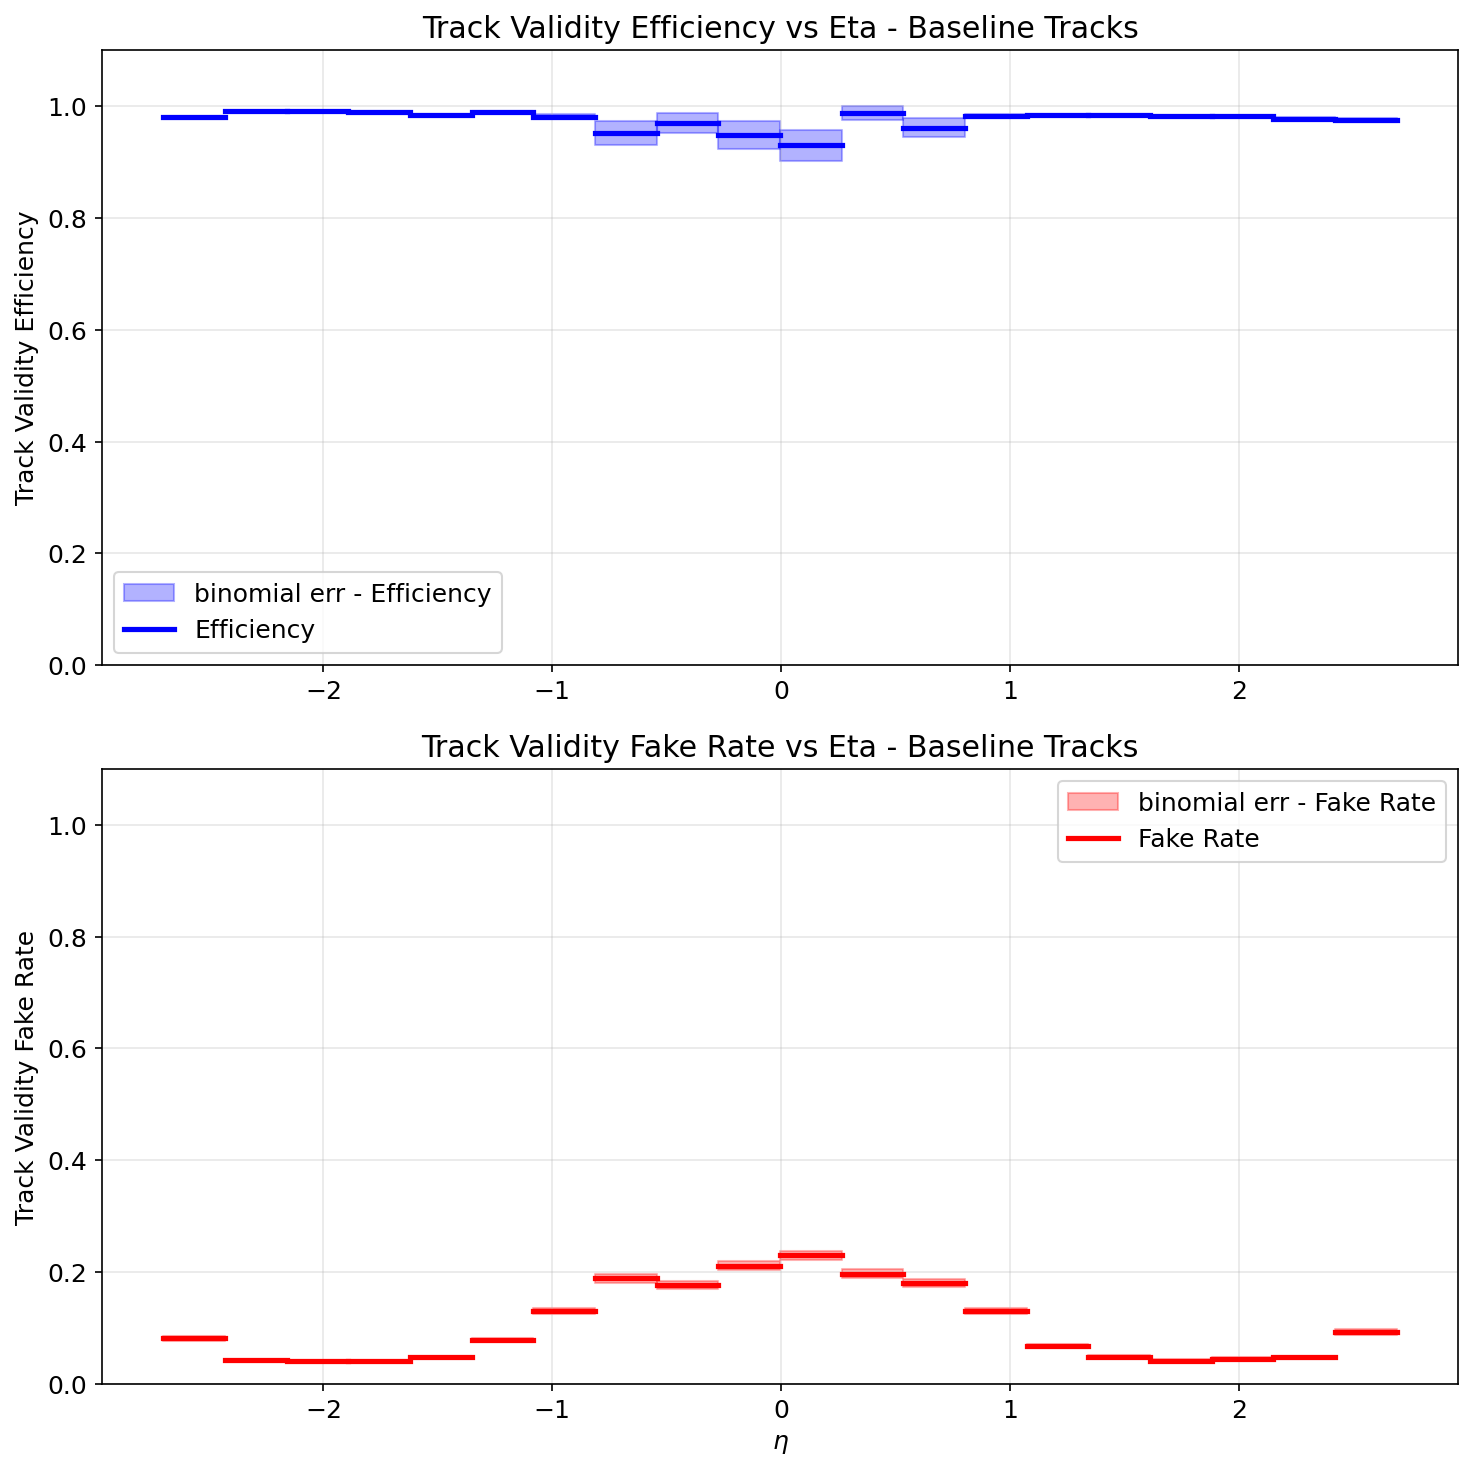 Track Validity Efficiency vs Eta - Baseline Tracks
Track Validity Efficiency
1.0
0.8
0.6
0.4
0.2
0.0
binomial err - Efficiency
Efficiency
−2
−1
0
1
2
Track Validity Fake Rate vs Eta - Baseline Tracks
Track Validity Fake Rate
1.0
0.8
0.6
0.4
0.2
0.0
binomial err - Fake Rate
Fake Rate
−2
−1
0
1
2
η